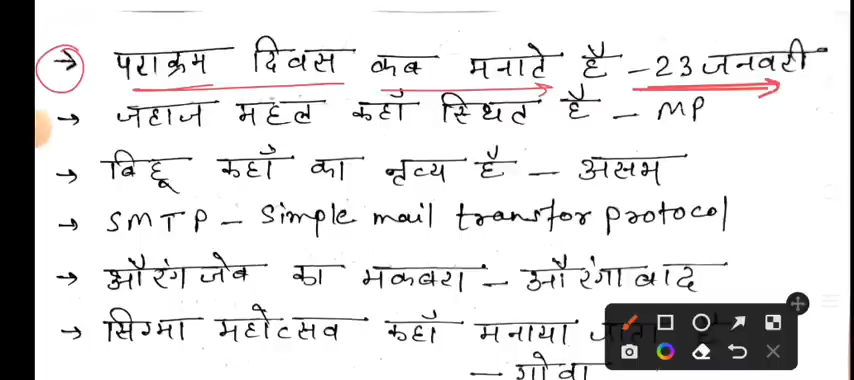 → पराक्रम दिवस कब मनाते है - 23 जनवरी
→ जहाज महल कहाँ स्थित है - MP
→ बिहू कहाँ का नृत्य है - असम
→ SMTP - Simple mail transfor protocol
→ औरंगजेब का मकबरा - औरंगाबाद
→ सिग्मा महोत्सव कहाँ मनाया जाता है
- गोवा